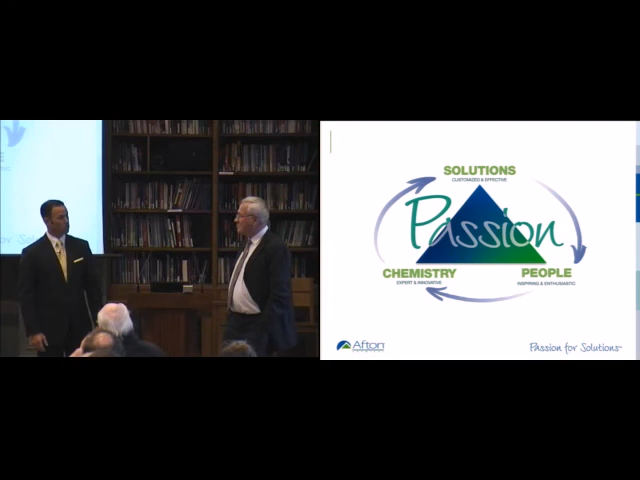 SOLUTIONS
CUSTOMIZED & EFFECTIVE
Passion
CHEMISTRY
EXPERT & INNOVATIVE
PEOPLE
INSPIRING & ENTHUSIASTIC
Afton
Passion for Solutions